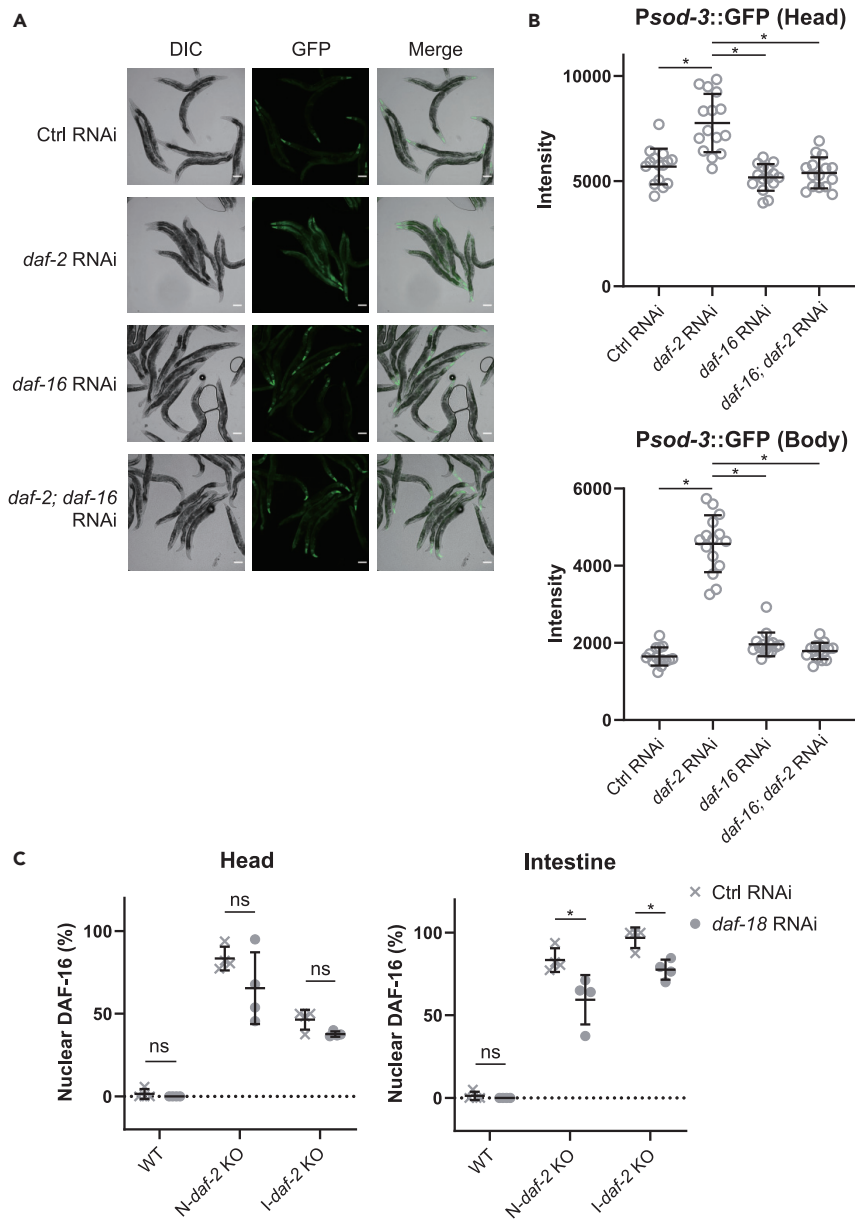 A
DIC GFP Merge
Ctrl RNAi
daf-2 RNAi
daf-16 RNAi
daf-2; daf-16
RNAi
B
Psod-3::GFP (Head)
*
* *
10000
5000
0
Intensity
Ctrl RNAi
daf-2 RNAi
daf-16 RNAi
daf-16; daf-2 RNAi
Psod-3::GFP (Body)
*
* *
6000
4000
2000
0
Intensity
Ctrl RNAi
daf-2 RNAi
daf-16 RNAi
daf-16; daf-2 RNAi
C
Head
Nuclear DAF-16 (%)
100
50
0
ns
ns
ns
WT
N-daf-2 KO
I-daf-2 KO
Intestine
Nuclear DAF-16 (%)
100
50
0
ns
*
*
WT
N-daf-2 KO
I-daf-2 KO
Ctrl RNAi
daf-18 RNAi